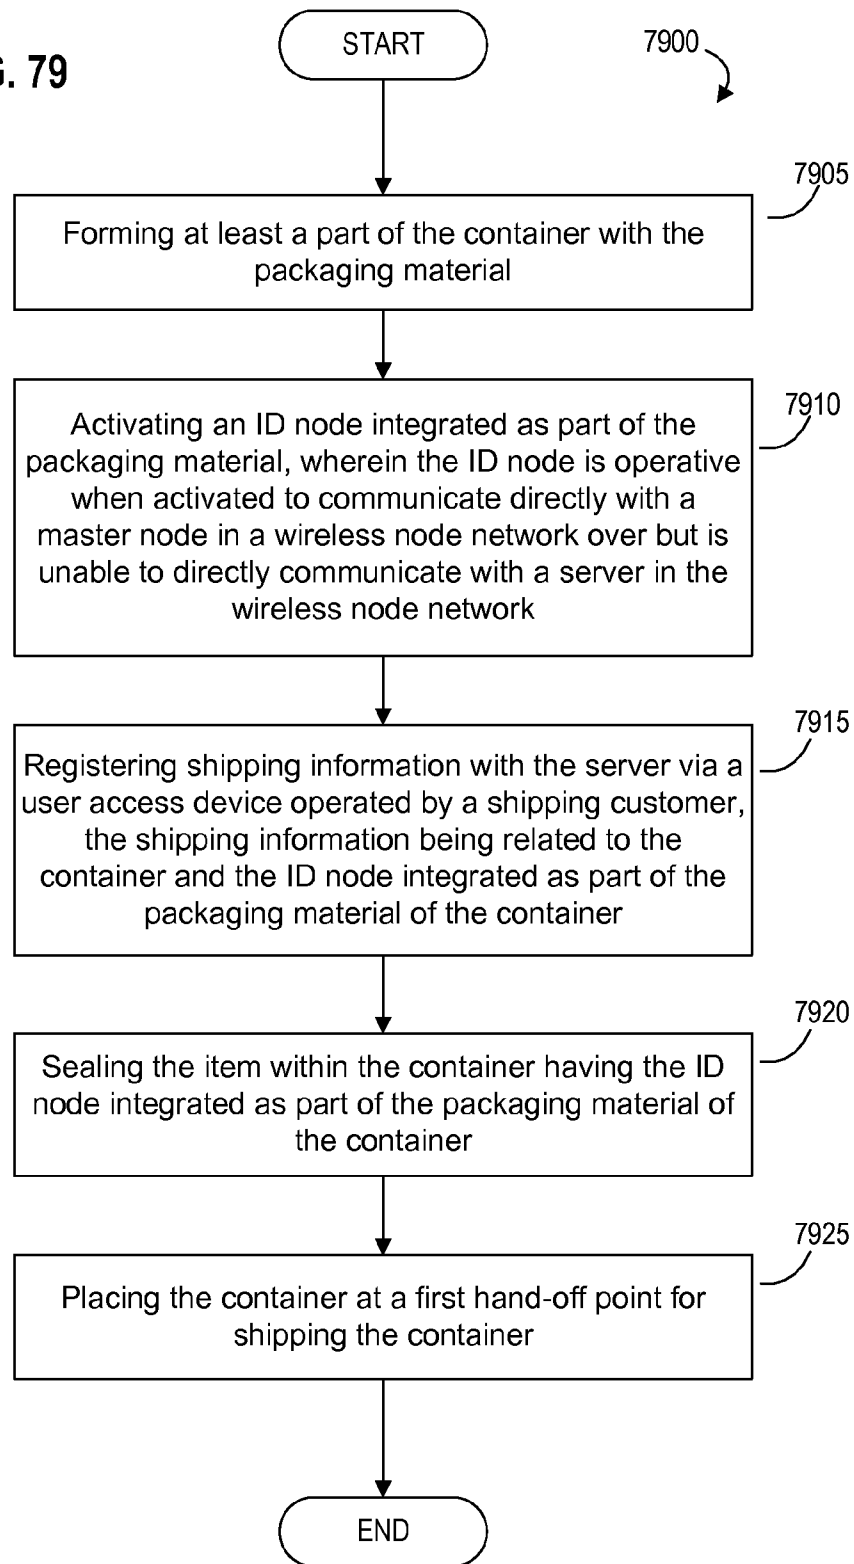 START
7900
G. 79
7905
Forming at least a part of the container with the
packaging material
7910
Activating an ID node integrated as part of the
packaging material, wherein the ID node is operative
when activated to communicate directly with a
master node in a wireless node network over but is
unable to directly communicate with a server in the
wireless node network
7915
Registering shipping information with the server via a
user access device operated by a shipping customer,
the shipping information being related to the
container and the ID node integrated as part of the
packaging material of the container
7920
Sealing the item within the container having the ID
node integrated as part of the packaging material of
the container
7925
Placing the container at a first hand-off point for
shipping the container
END